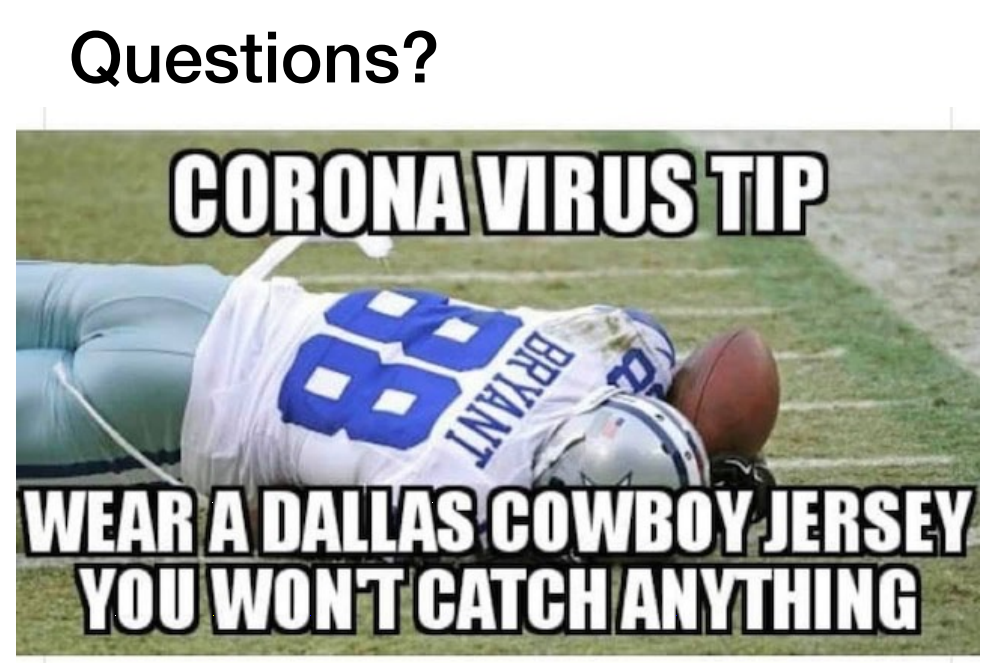 Questions?
CORONA VIRUS TIP
88
BRYANT
WEAR A DALLAS COWBOY JERSEY
YOU WON'T CATCH ANYTHING